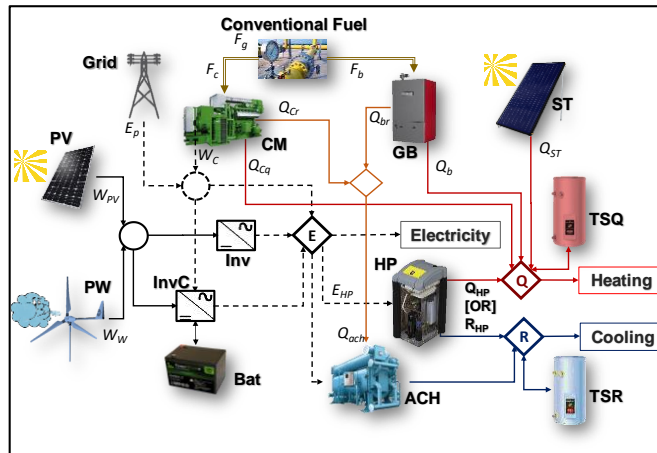 Conventional Fuel
F_g
Grid
F_c
F_b
ST
Q_Cr
Q_br
PV
E_p
CM
GB
W_C
Q_Cq
Q_b
Q_ST
TSQ
W_PV
E
Electricity
Inv
HP
Q
Heating
PW
InvC
E_HP
Q_HP
[OR]
R_HP
R
Cooling
W_W
Q_ach
Bat
ACH
TSR